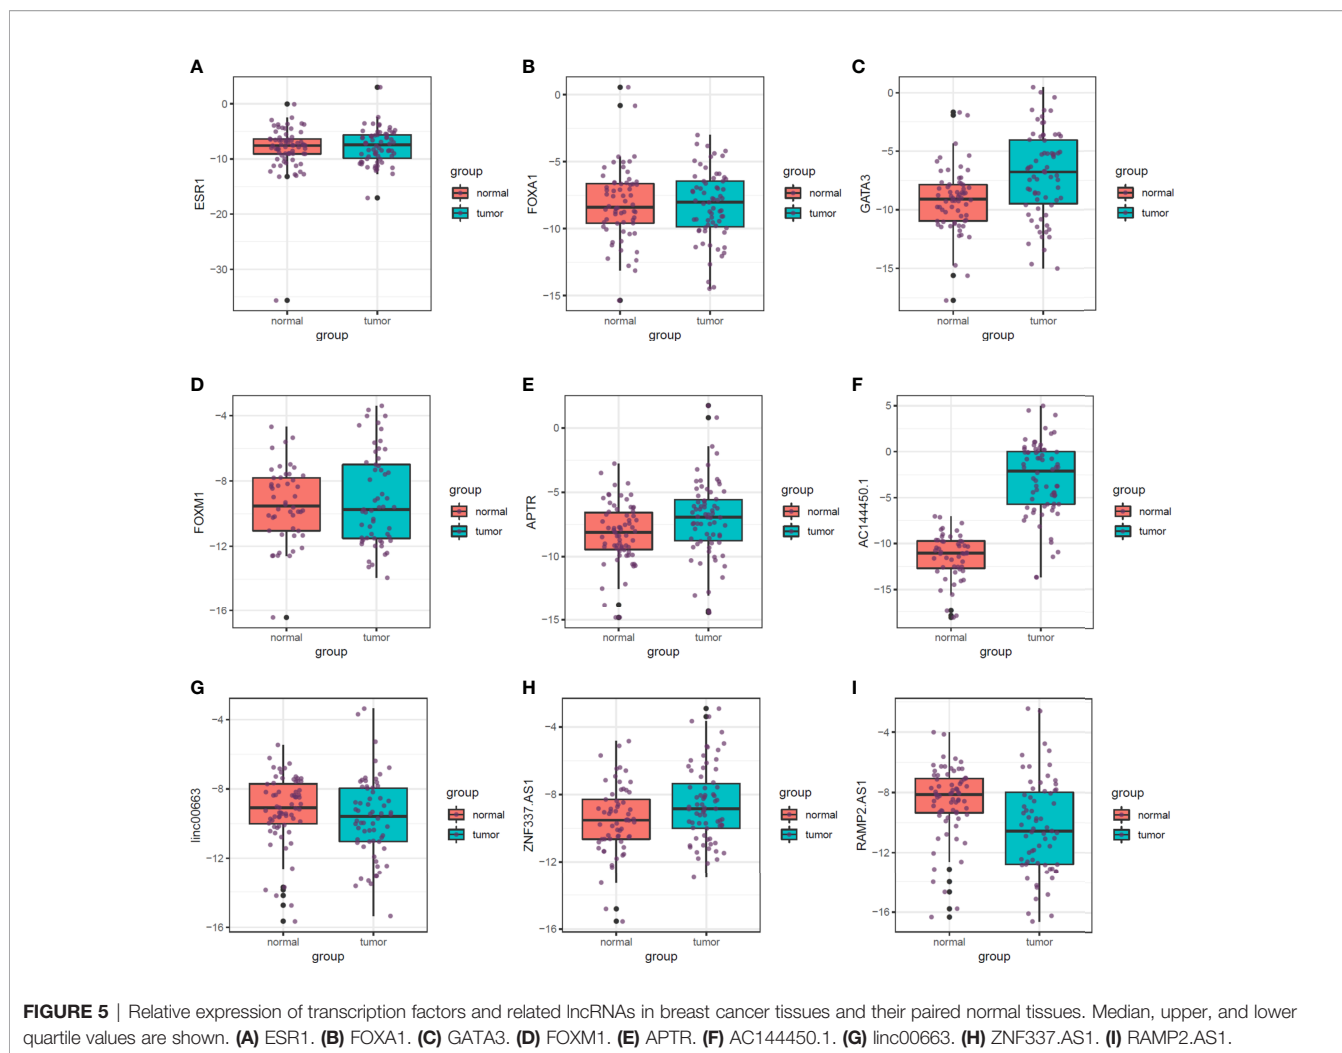 A
ESR1
0
−10
−20
−30
normal
tumor
group
group
normal
tumor
B
FOXA1
0
−5
−10
−15
normal
tumor
group
group
normal
tumor
C
GATA3
0
−5
−10
−15
normal
tumor
group
group
normal
tumor
D
FOXM1
−4
−8
−12
−16
normal
tumor
group
group
normal
tumor
E
APTR
0
−5
−10
−15
normal
tumor
group
group
normal
tumor
F
AC144450.1
5
0
−5
−10
−15
normal
tumor
group
group
normal
tumor
G
linc00663
−4
−8
−12
−16
normal
tumor
group
group
normal
tumor
H
ZNF337.AS1
−4
−8
−12
−16
normal
tumor
group
group
normal
tumor
I
RAMP2.AS1
−4
−8
−12
−16
normal
tumor
group
group
normal
tumor
FIGURE 5 | Relative expression of transcription factors and related lncRNAs in breast cancer tissues and their paired normal tissues. Median, upper, and lower
quartile values are shown. (A) ESR1. (B) FOXA1. (C) GATA3. (D) FOXM1. (E) APTR. (F) AC144450.1. (G) linc00663. (H) ZNF337.AS1. (I) RAMP2.AS1.